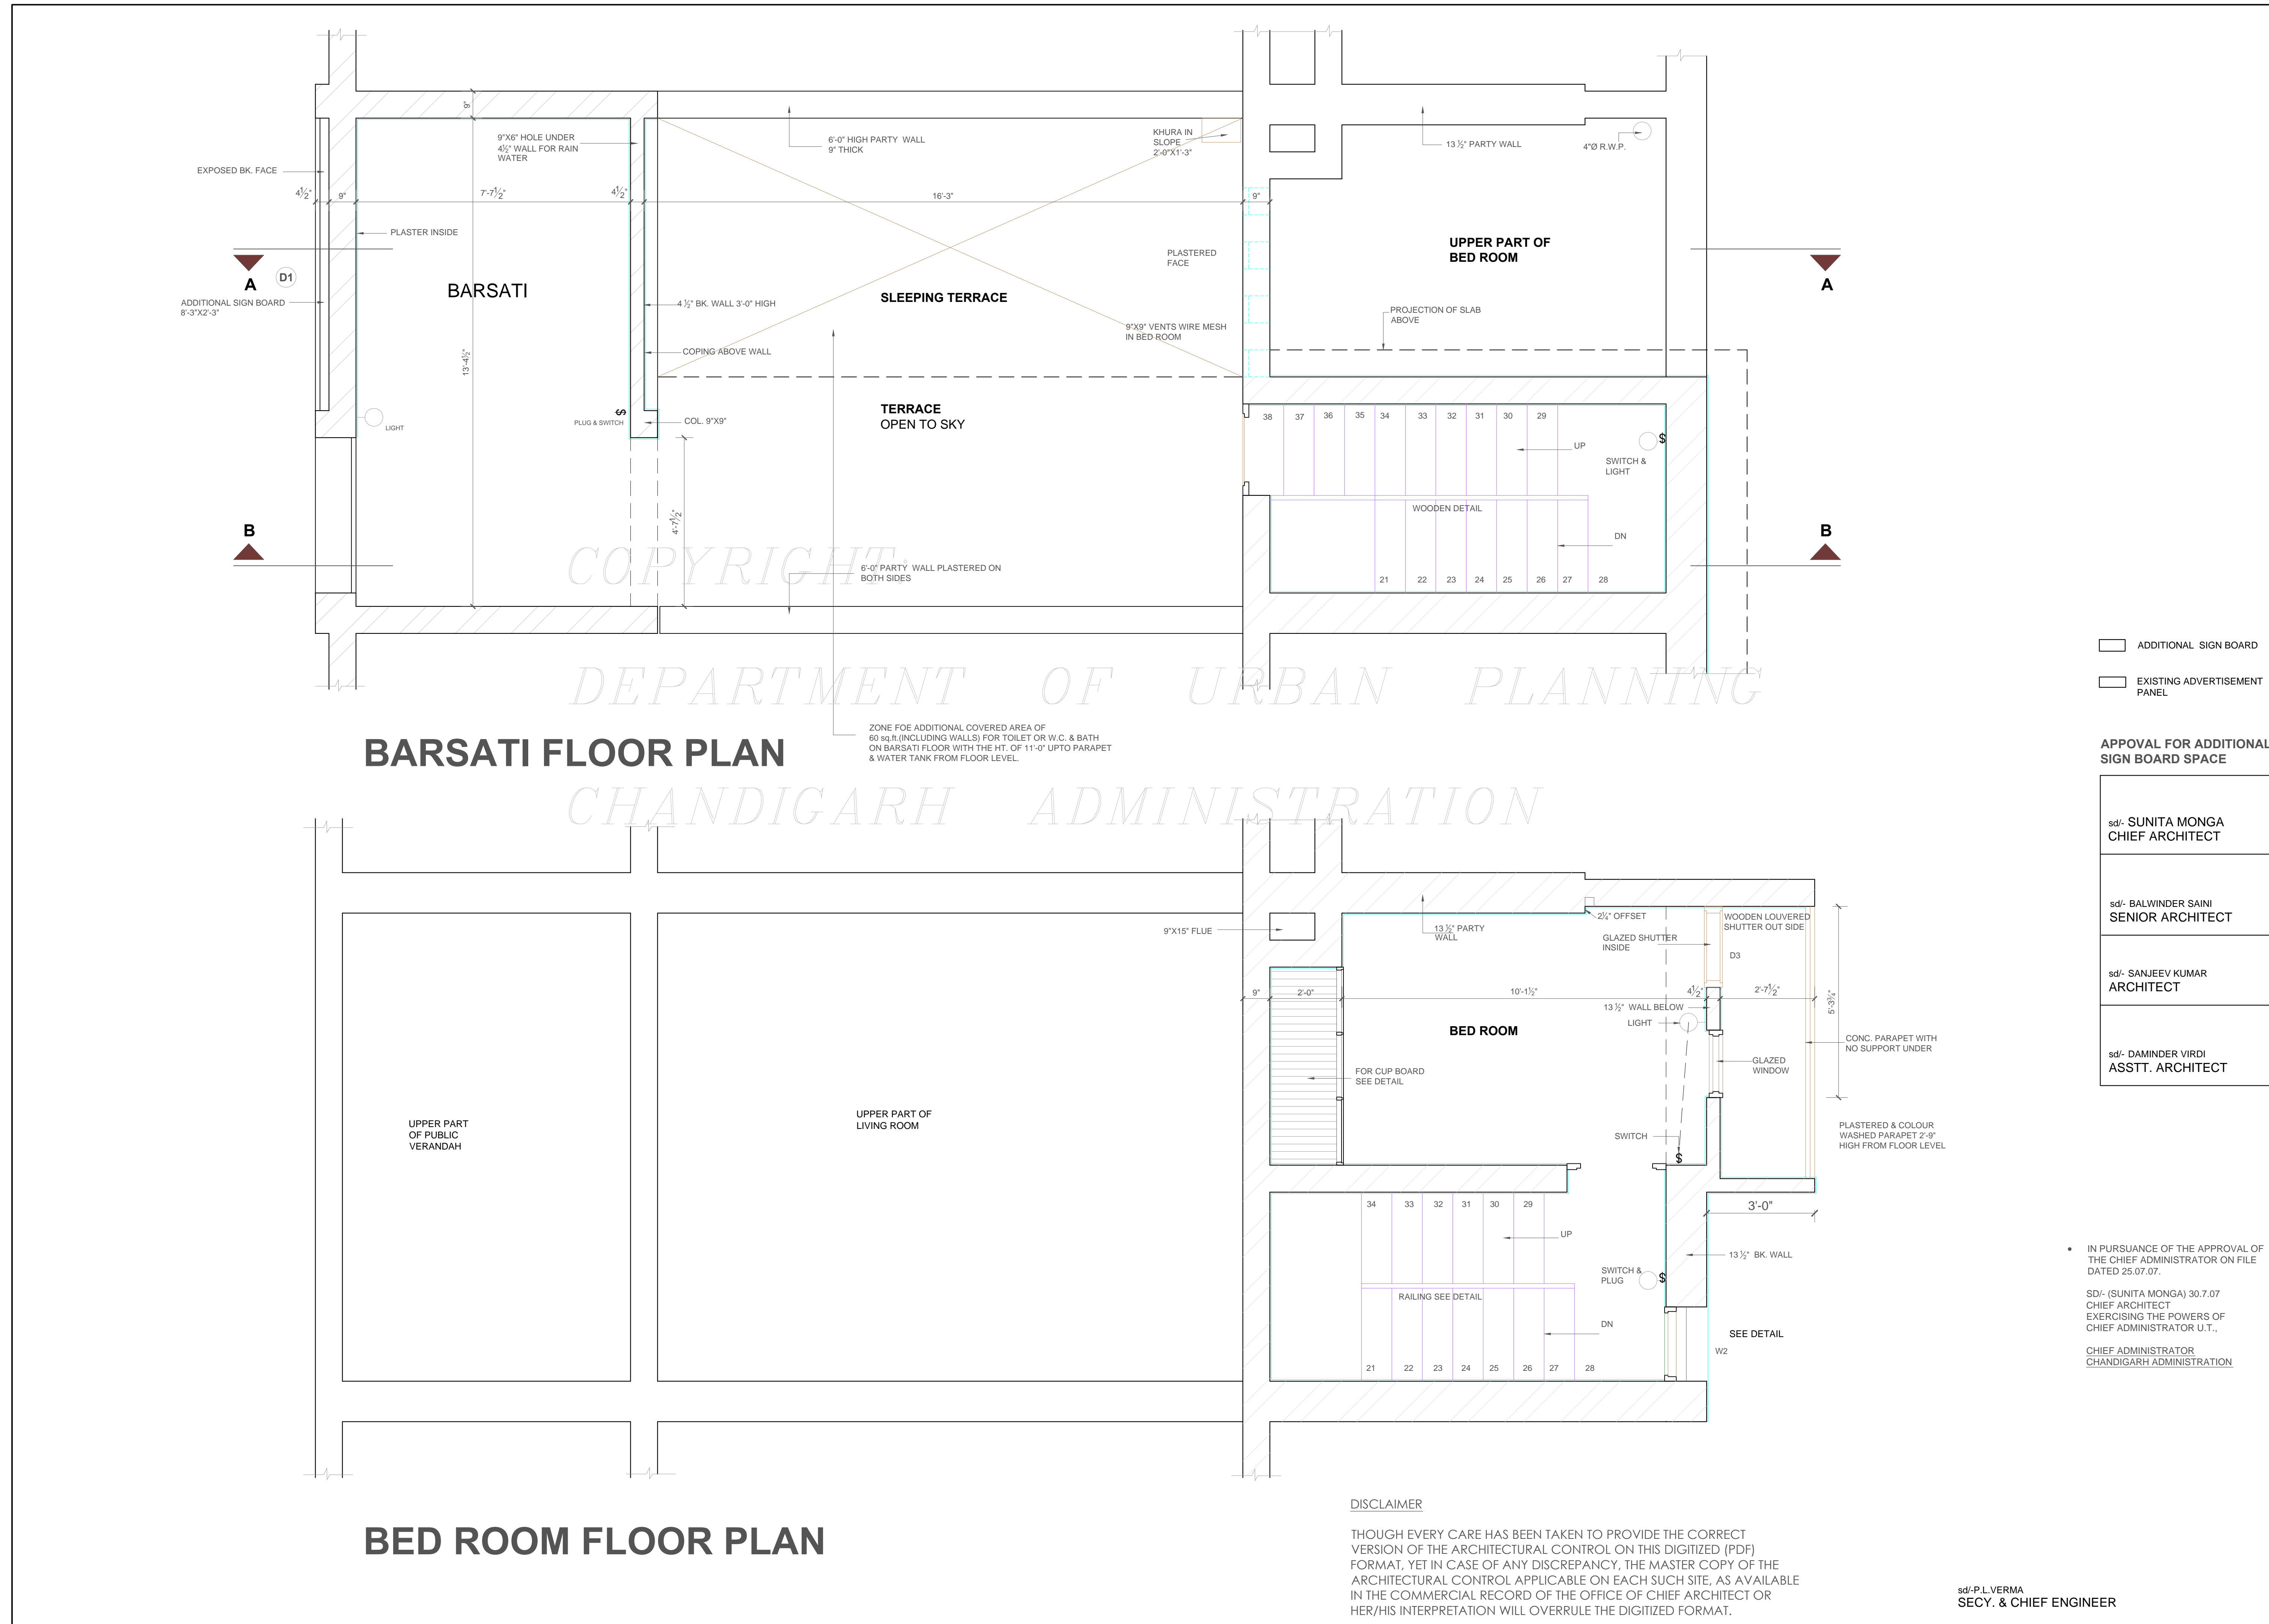 9"
9"X6" HOLE UNDER
4½" WALL FOR RAIN
WATER
6'-0" HIGH PARTY WALL
9" THICK
KHURA IN
SLOPE
2'-0"X1'-3"
13 ½" PARTY WALL
4"Ø R.W.P.
EXPOSED BK. FACE
4½"
9"
7'-7½"
4½"
16'-3"
9"
PLASTER INSIDE
PLASTERED
FACE
UPPER PART OF
BED ROOM
A
D1
BARSATI
SLEEPING TERRACE
A
ADDITIONAL SIGN BOARD
8'-3"X2'-3"
4 ½" BK. WALL 3'-0" HIGH
PROJECTION OF SLAB
ABOVE
9"X9" VENTS WIRE MESH
IN BED ROOM
COPING ABOVE WALL
13'-4½"
TERRACE
OPEN TO SKY
LIGHT
PLUG & SWITCH
$
COL. 9"X9"
38 37 36 35 34 33 32 31 30 29
UP
SWITCH &
LIGHT
$
WOODEN DETAIL
4'-7½"
B
B
DN
COPYRIGHT:
6'-0" PARTY WALL PLASTERED ON
BOTH SIDES
21 22 23 24 25 26 27 28
DEPARTMENT OF URBAN PLANNING
ADDITIONAL SIGN BOARD
EXISTING ADVERTISEMENT
PANEL
BARSATI FLOOR PLAN
ZONE FOE ADDITIONAL COVERED AREA OF
60 sq.ft.(INCLUDING WALLS) FOR TOILET OR W.C. & BATH
ON BARSATI FLOOR WITH THE HT. OF 11'-0" UPTO PARAPET
& WATER TANK FROM FLOOR LEVEL.
CHANDIGARH ADMINISTRATION
APPOVAL FOR ADDITIONAL
SIGN BOARD SPACE
sd/- SUNITA MONGA
CHIEF ARCHITECT
sd/- BALWINDER SAINI
SENIOR ARCHITECT
sd/- SANJEEV KUMAR
ARCHITECT
sd/- DAMINDER VIRDI
ASSTT. ARCHITECT
9"X15" FLUE
13 ½" PARTY
WALL
2¼" OFFSET
GLAZED SHUTTER
INSIDE
WOODEN LOUVERED
SHUTTER OUT SIDE
D3
9"
2'-0"
10'-1½"
4½"
2'-7½"
5'-3¾"
13 ½" WALL BELOW
LIGHT
BED ROOM
CONC. PARAPET WITH
NO SUPPORT UNDER
GLAZED
WINDOW
FOR CUP BOARD
SEE DETAIL
UPPER PART
OF PUBLIC
VERANDAH
UPPER PART OF
LIVING ROOM
SWITCH
$
PLASTERED & COLOUR
WASHED PARAPET 2'-9"
HIGH FROM FLOOR LEVEL
34 33 32 31 30 29
3'-0"
UP
13 ½" BK. WALL
SWITCH &
PLUG
$
RAILING SEE DETAIL
DN
SEE DETAIL
W2
21 22 23 24 25 26 27 28
• IN PURSUANCE OF THE APPROVAL OF
THE CHIEF ADMINISTRATOR ON FILE
DATED 25.07.07.
SD/- (SUNITA MONGA) 30.7.07
CHIEF ARCHITECT
EXERCISING THE POWERS OF
CHIEF ADMINISTRATOR U.T.,
CHIEF ADMINISTRATOR
CHANDIGARH ADMINISTRATION
BED ROOM FLOOR PLAN
DISCLAIMER
THOUGH EVERY CARE HAS BEEN TAKEN TO PROVIDE THE CORRECT
VERSION OF THE ARCHITECTURAL CONTROL ON THIS DIGITIZED (PDF)
FORMAT, YET IN CASE OF ANY DISCREPANCY, THE MASTER COPY OF THE
ARCHITECTURAL CONTROL APPLICABLE ON EACH SUCH SITE, AS AVAILABLE
IN THE COMMERCIAL RECORD OF THE OFFICE OF CHIEF ARCHITECT OR
HER/HIS INTERPRETATION WILL OVERRULE THE DIGITIZED FORMAT.
sd/-P.L.VERMA
SECY. & CHIEF ENGINEER